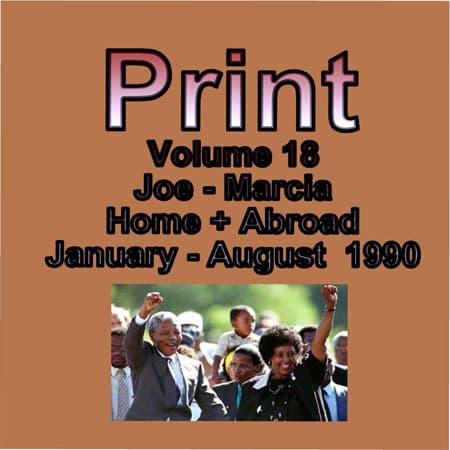 Print
Volume 18
Joe - Marcia
Home + Abroad
January - August 1990